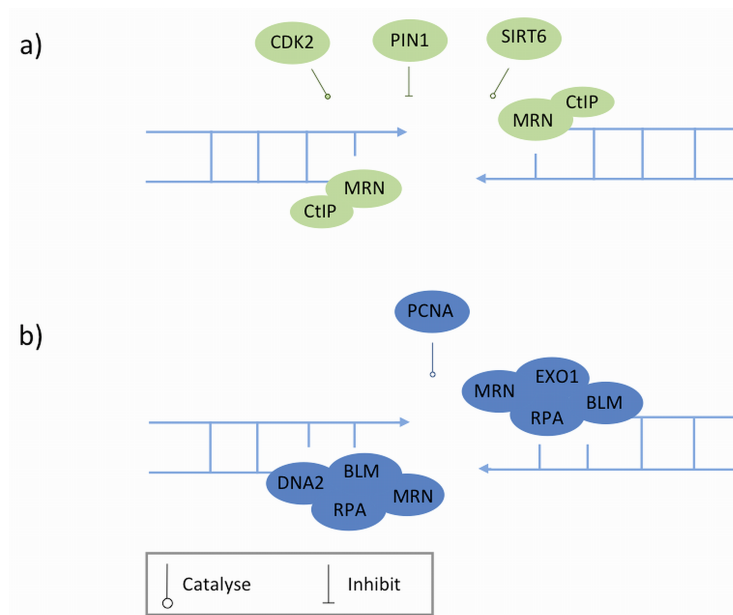 a)
CDK2
PIN1
SIRT6
CtIP
MRN
MRN
CtIP
b)
PCNA
EXO1
MRN
BLM
RPA
BLM
DNA2
MRN
RPA
Catalyse
Inhibit